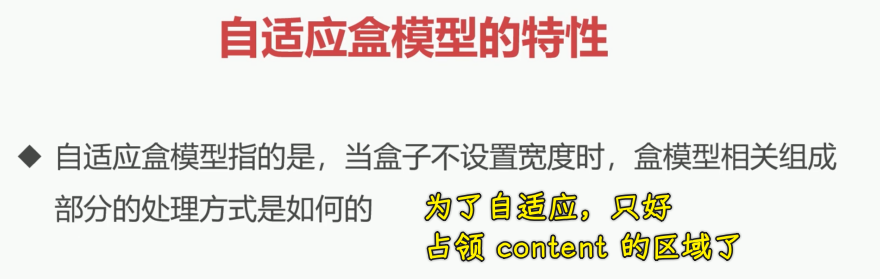 自适应盒模型的特性
◆ 自适应盒模型指的是，当盒子不设置宽度时，盒模型相关组成
部分的处理方式是如何的
为了自适应，只好
占领 content 的区域了